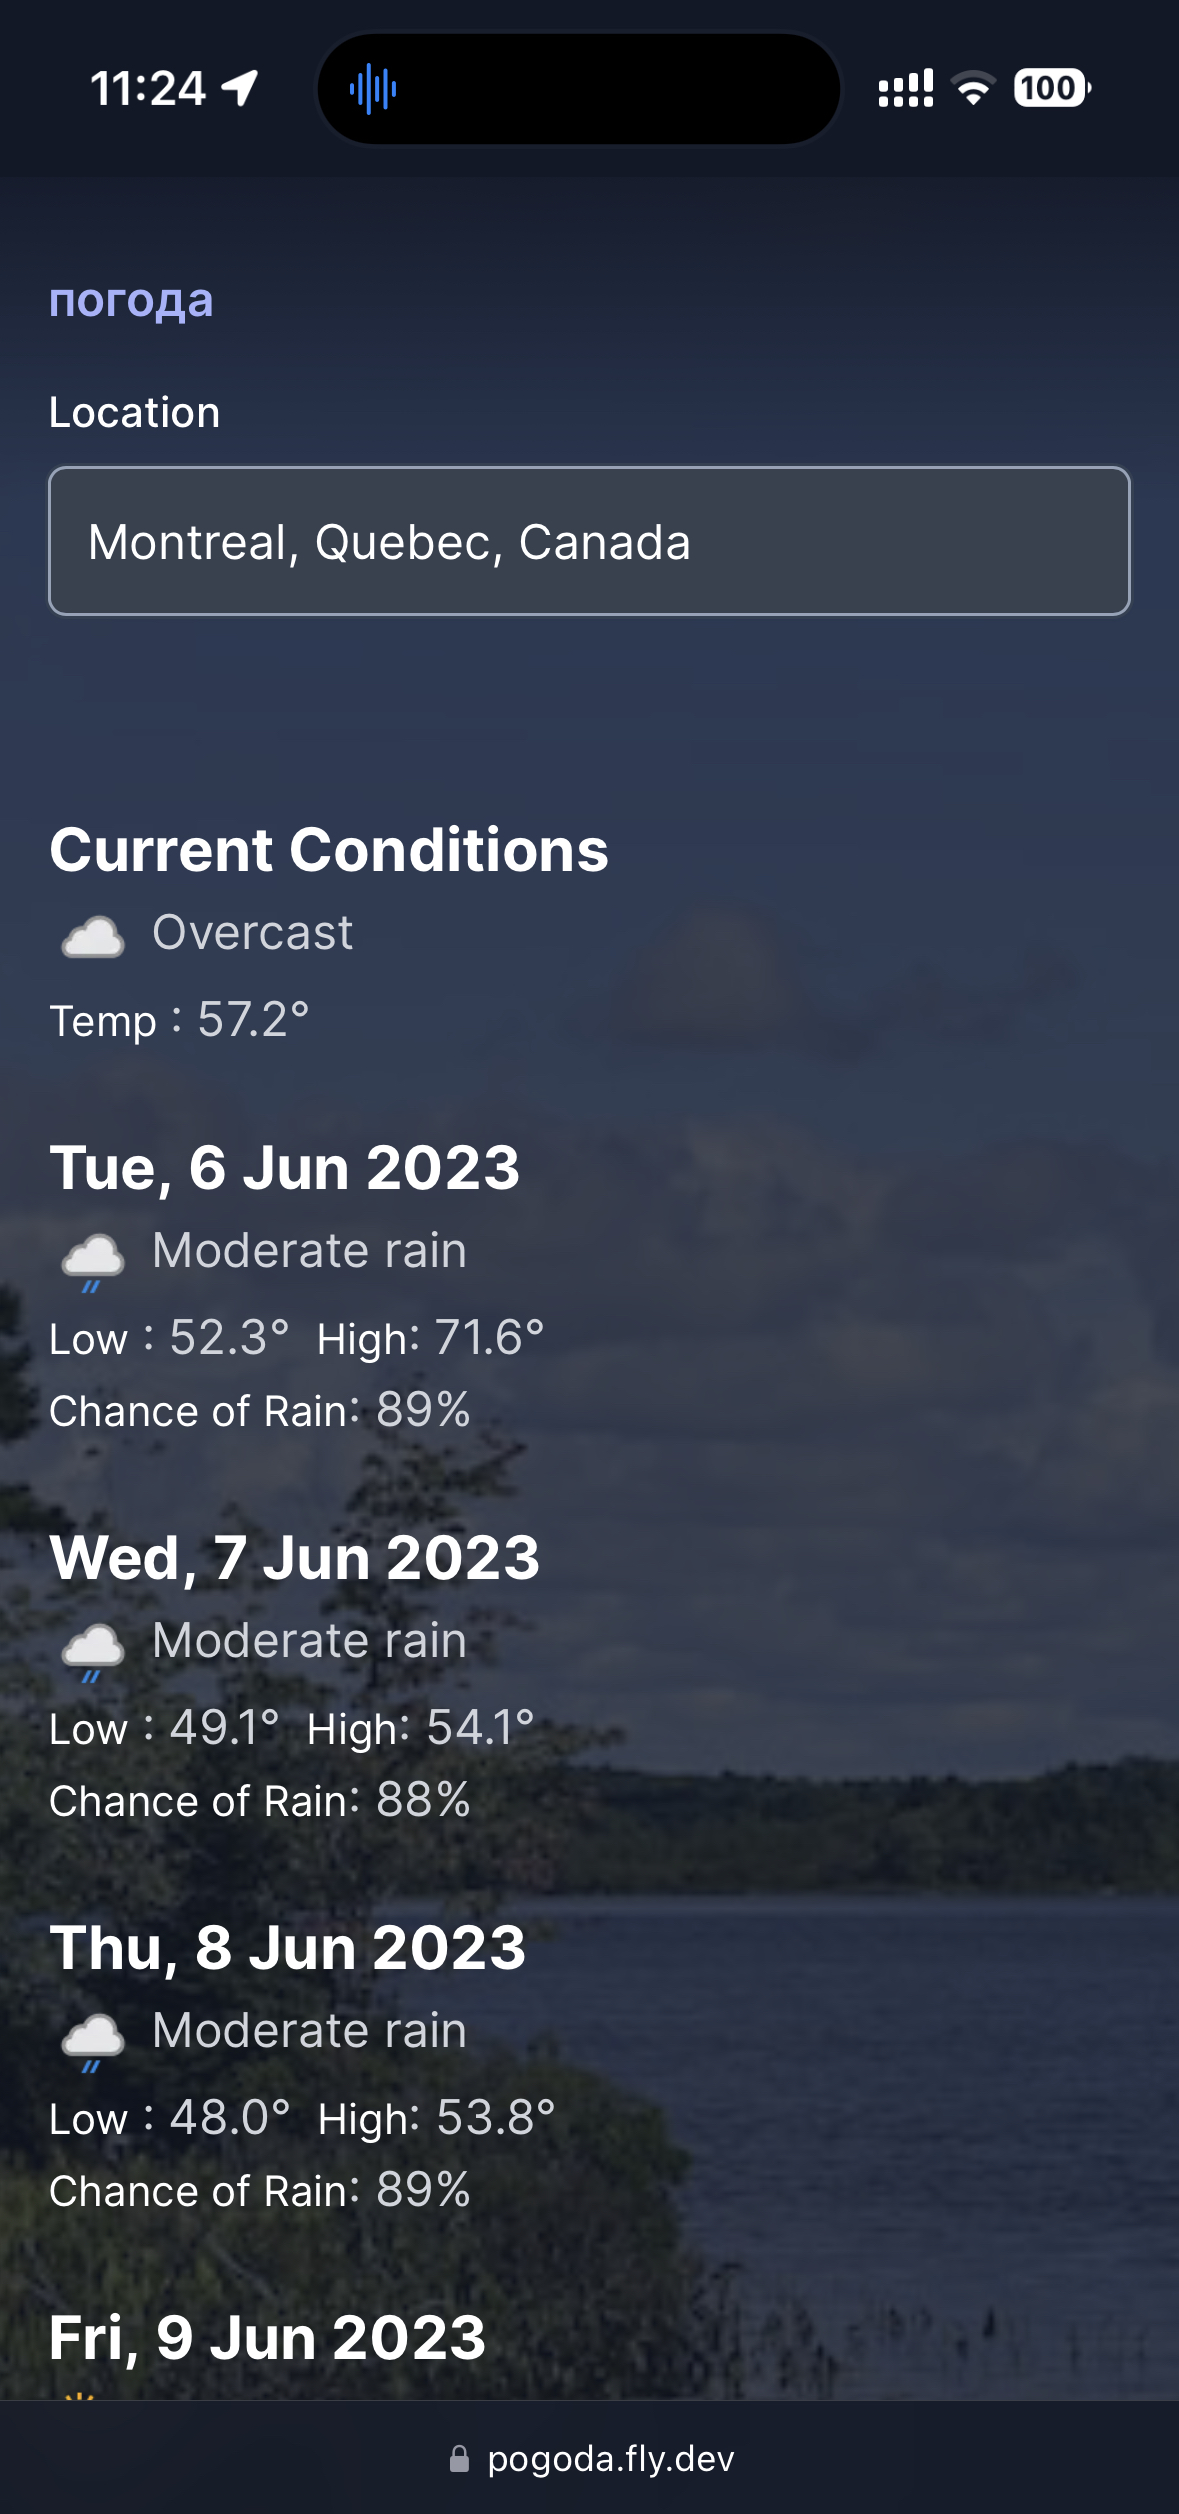 11:24
100
погода
Location
Montreal, Quebec, Canada
Current Conditions
Overcast
Temp : 57.2°
Tue, 6 Jun 2023
Moderate rain
Low : 52.3° High: 71.6°
Chance of Rain: 89%
Wed, 7 Jun 2023
Moderate rain
Low : 49.1° High: 54.1°
Chance of Rain: 88%
Thu, 8 Jun 2023
Moderate rain
Low : 48.0° High: 53.8°
Chance of Rain: 89%
Fri, 9 Jun 2023
pogoda.fly.dev